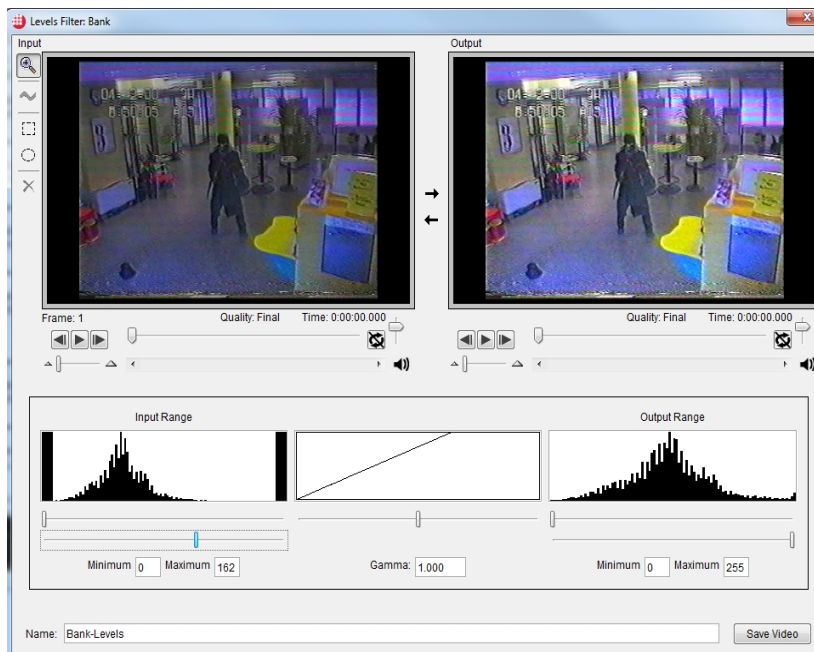 Levels Filter: Bank
Input
Output
Frame: 1
Quality: Final
Time: 0:00:00.000
Quality: Final
Time: 0:00:00.000
Input Range
Output Range
Minimum 0
Maximum 162
Gamma: 1.000
Minimum 0
Maximum 255
Name: Bank-Levels
Save Video